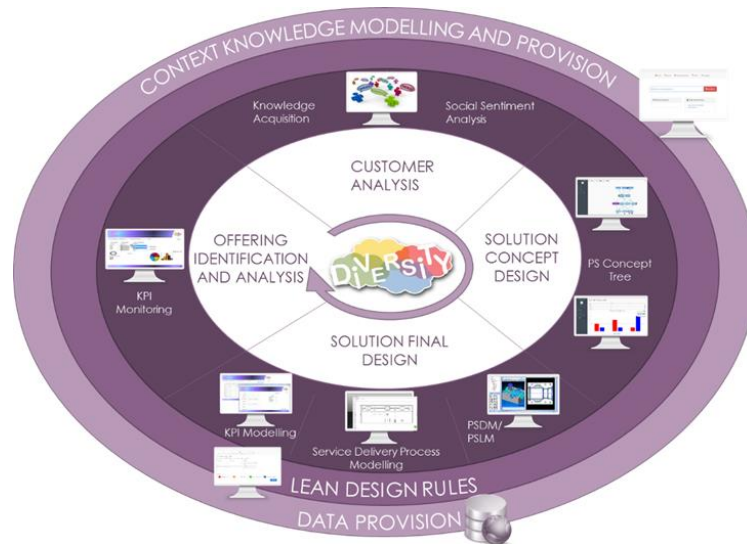 CONTEXT KNOWLEDGE MODELLING AND PROVISION
Knowledge
Acquisition
Social Sentiment
Analysis
CUSTOMER
ANALYSIS
OFFERING
IDENTIFICATION
AND ANALYSIS
DiVERSiTY
SOLUTION
CONCEPT
DESIGN
PS Concept
Tree
KPI
Monitoring
SOLUTION FINAL
DESIGN
KPI Modelling
Service Delivery Process
Modelling
PSDM/
PSLM
LEAN DESIGN RULES
DATA PROVISION